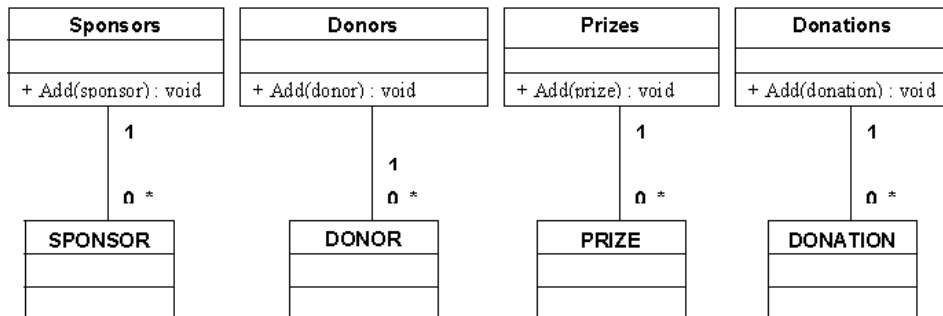 Sponsors Donors Prizes Donations
+ Add(sponsor) : void + Add(donor) : void + Add(prize) : void + Add(donation) : void
1 1 1
1
0 * 0 * 0 * 0 *
SPONSOR DONOR PRIZE DONATION